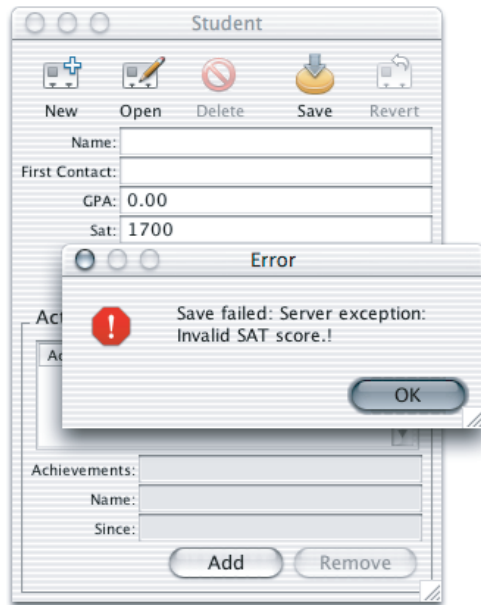 Student
New Open Delete Save Revert
Name:
First Contact:
GPA: 0.00
Sat: 1700
Error
Save failed: Server exception:
Invalid SAT score.!
OK
Achievements:
Name:
Since:
Add Remove